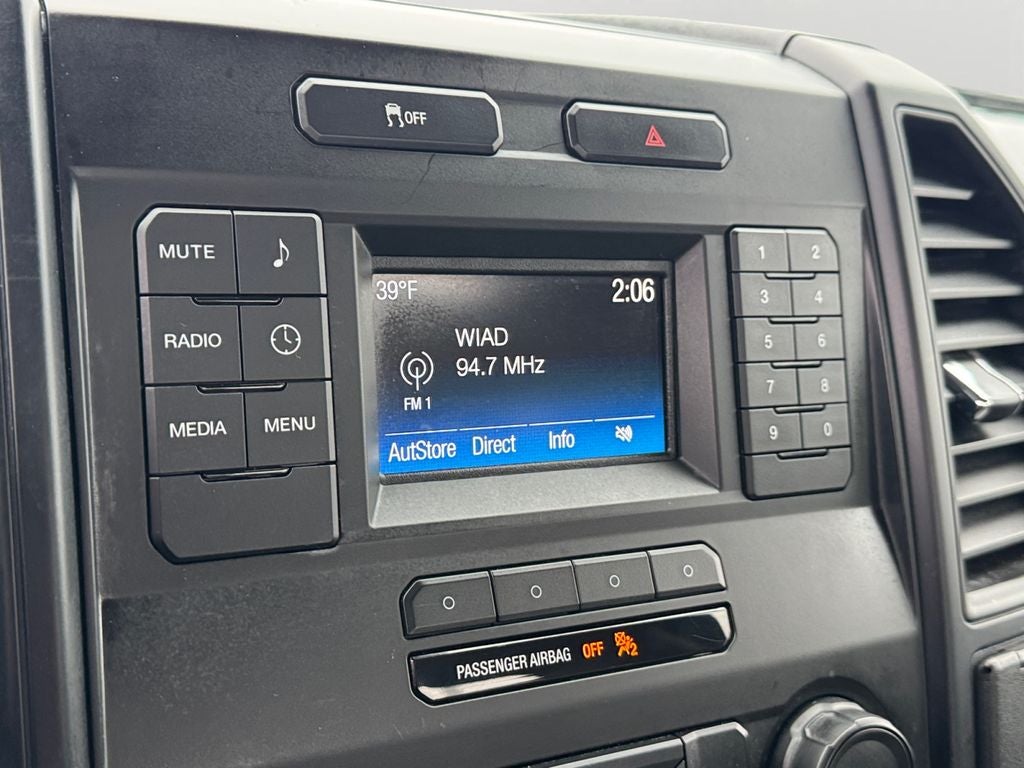 OFF
MUTE
RADIO
MEDIA
MENU
39°F
2:06
WIAD
94.7 MHz
FM 1
AutStore Direct Info
1 2
3 4
5 6
7 8
9 0
PASSENGER AIRBAG OFF 2